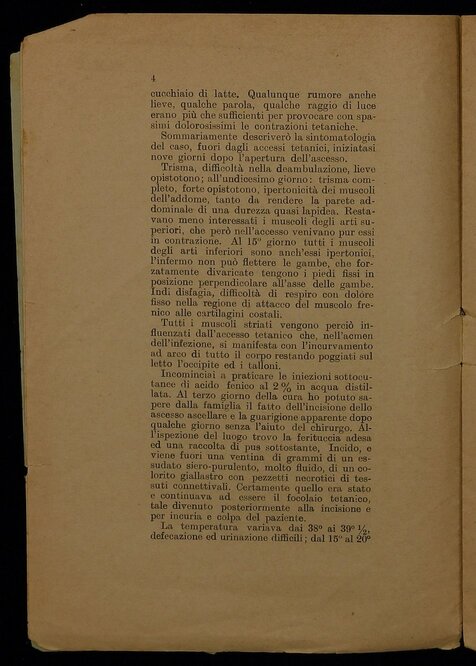 4
cucchiaio di latte. Qualunque rumore anche
lieve, qualche parola, qualche raggio di luce
erano più che sufficienti per provocare con spa-
simi dolorosissimi le contrazioni tetaniche.
Sommariamente descriverò la sintomatologia
del caso, fuori dagli accessi tetanici, iniziatasi
nove giorni dopo l'apertura dell'ascesso.
Trisma, difficoltà nella deambulazione, lieve
opistotono; all'undicesimo giorno: trisma com-
pleto, forte opistotono, ipertonicità dei muscoli
dell'addome, tanto da rendere la parete ad-
dominale di una durezza quasi lapidea. Resta-
vano meno interessati i muscoli degli arti su-
periori, che però nell'accesso venivano pur essi
in contrazione. Al 15° giorno tutti i muscoli
degli arti inferiori sono anch'essi ipertonici,
l'infermo non può flettere le gambe, che for-
zatamente divaricate tengono i piedi fissi in
posizione perpendicolare all'asse delle gambe.
Indi disfagia, difficoltà di respiro con dolore
fisso nella regione di attacco del muscolo fre-
nico alle cartilagini costali.
Tutti i muscoli striati vengono perciò in-
fluenzati dall'accesso tetanico che, nell'acmen
dell'infezione, si manifesta con l'incurvamento
ad arco di tutto il corpo restando poggiati sul
letto l'occipite ed i talloni.
Incominciai a praticare le iniezioni sottocu-
tance di acido fenico al 2 % in acqua distil-
lata. Al terzo giorno della cura ho potuto sa-
pere dalla famiglia il fatto dell'incisione dello
ascesso ascellare e la guarigione apparente dopo
qualche giorno senza l'aiuto del chirurgo. Al-
l'ispezione del luogo trovo la ferituccia adesa
ed una raccolta di pus sottostante, Incido, e
viene fuori una ventina di grammi di un es-
sudato siero-purulento, molto fluido, di un co-
lorito giallastro con pezzetti necrotici di tes-
suti connettivali. Certamente quello era stato
e continuava ad essere il focolaio tetanico,
tale divenuto posteriormente alla incisione e
per incuria e colpa del paziente.
La temperatura variava dai 38° ai 39° ½,
defecazione ed urinazione difficili; dal 15° al 20°